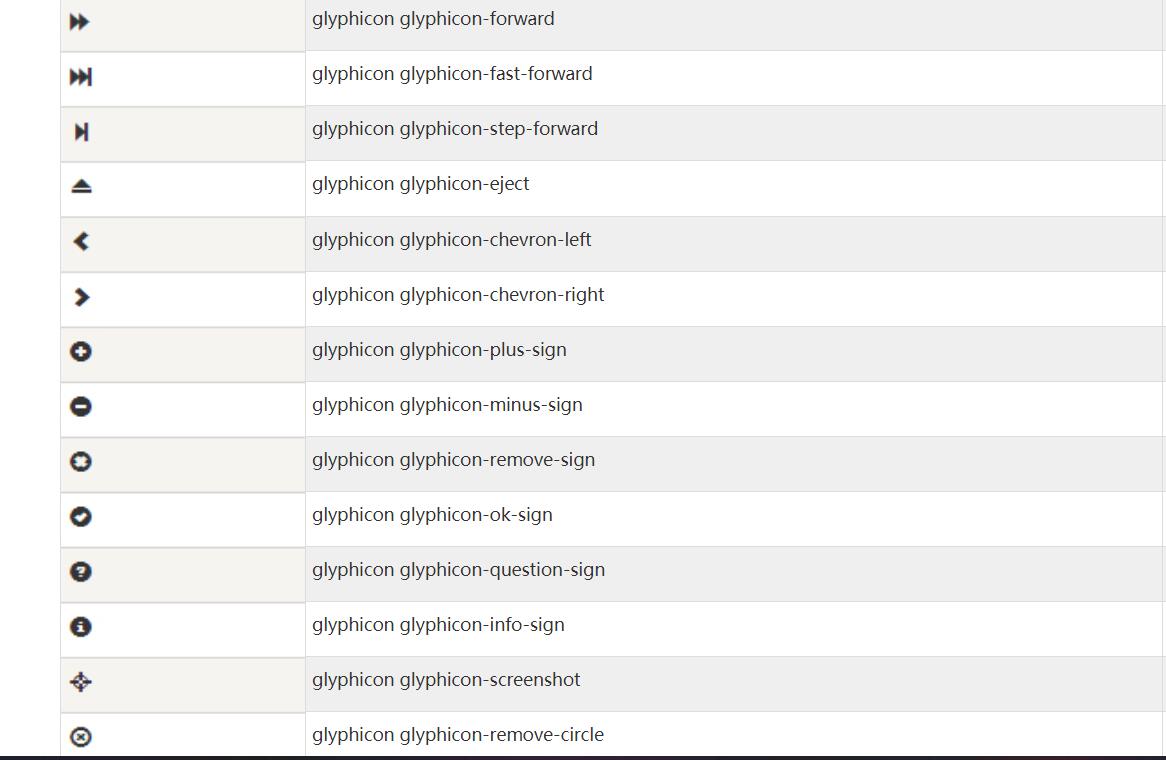 glyphicon glyphicon-forward
glyphicon glyphicon-fast-forward
glyphicon glyphicon-step-forward
glyphicon glyphicon-eject
glyphicon glyphicon-chevron-left
glyphicon glyphicon-chevron-right
glyphicon glyphicon-plus-sign
glyphicon glyphicon-minus-sign
glyphicon glyphicon-remove-sign
glyphicon glyphicon-ok-sign
glyphicon glyphicon-question-sign
glyphicon glyphicon-info-sign
glyphicon glyphicon-screenshot
glyphicon glyphicon-remove-circle